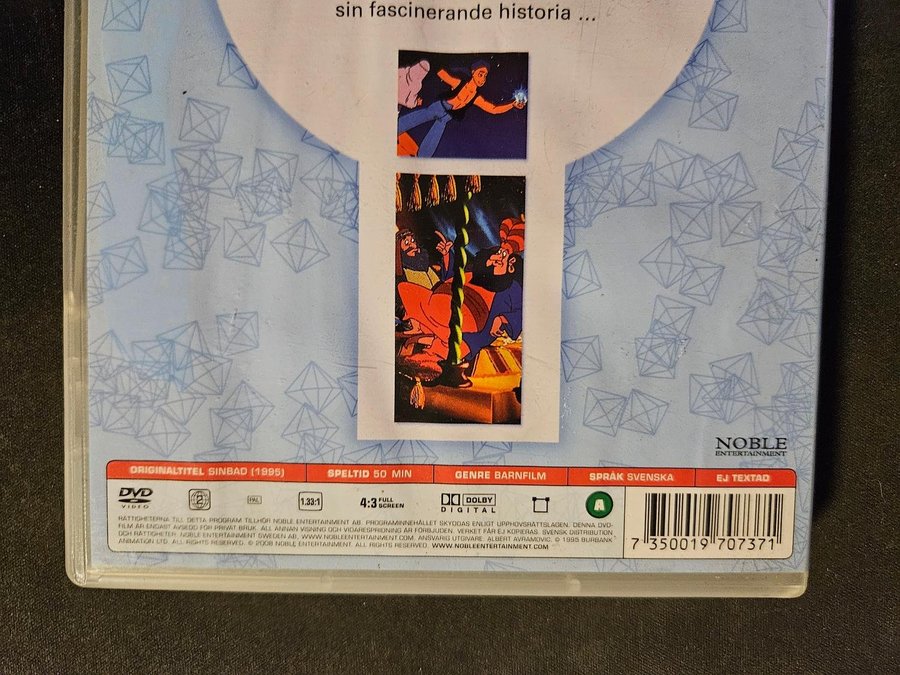 sin fascinerande historia ...
NOBLE
ENTERTAINMENT
ORIGINALTITEL SINBAD (1995) SPELTID 50 MIN GENRE BARNFILM SPRÅK SVENSKA EJ TEXTAD
DVD VIDEO 2 PAL 1.33:1 4:3 FULL SCREEN DOLBY DIGITAL A
RÄTTIGHETERNA TILL DETTA PROGRAM TILLHÖR NOBLE ENTERTAINMENT AB. PROGRAMINNEHÅLLET SKYDDAS ENLIGT UPPHOVSRÄTTSLAGEN. DENNA DVD-
FILM ÄR ENDAST AVSEDD FÖR PRIVAT BRUK. ALL ANNAN VISNING OCH VIDARESPRIDNING ÄR FÖRBJUDEN. VERKET FÅR EJ KOPIERAS. SVENSK DISTRIBUTION
OCH RÄTTIGHETER: NOBLE ENTERTAINMENT SWEDEN AB. WWW.NOBLEENTERTAINMENT.COM. ANSVARIG UTGIVARE: ALBERT AVRAMOVIC. © 1995 BURBANK
ANIMATION LTD. ALL RIGHTS RESERVED. © 2008 NOBLE ENTERTAINMENT. ALL RIGHTS RESERVED. WWW.NOBLEENTERTAINMENT.COM
7 350019 707371